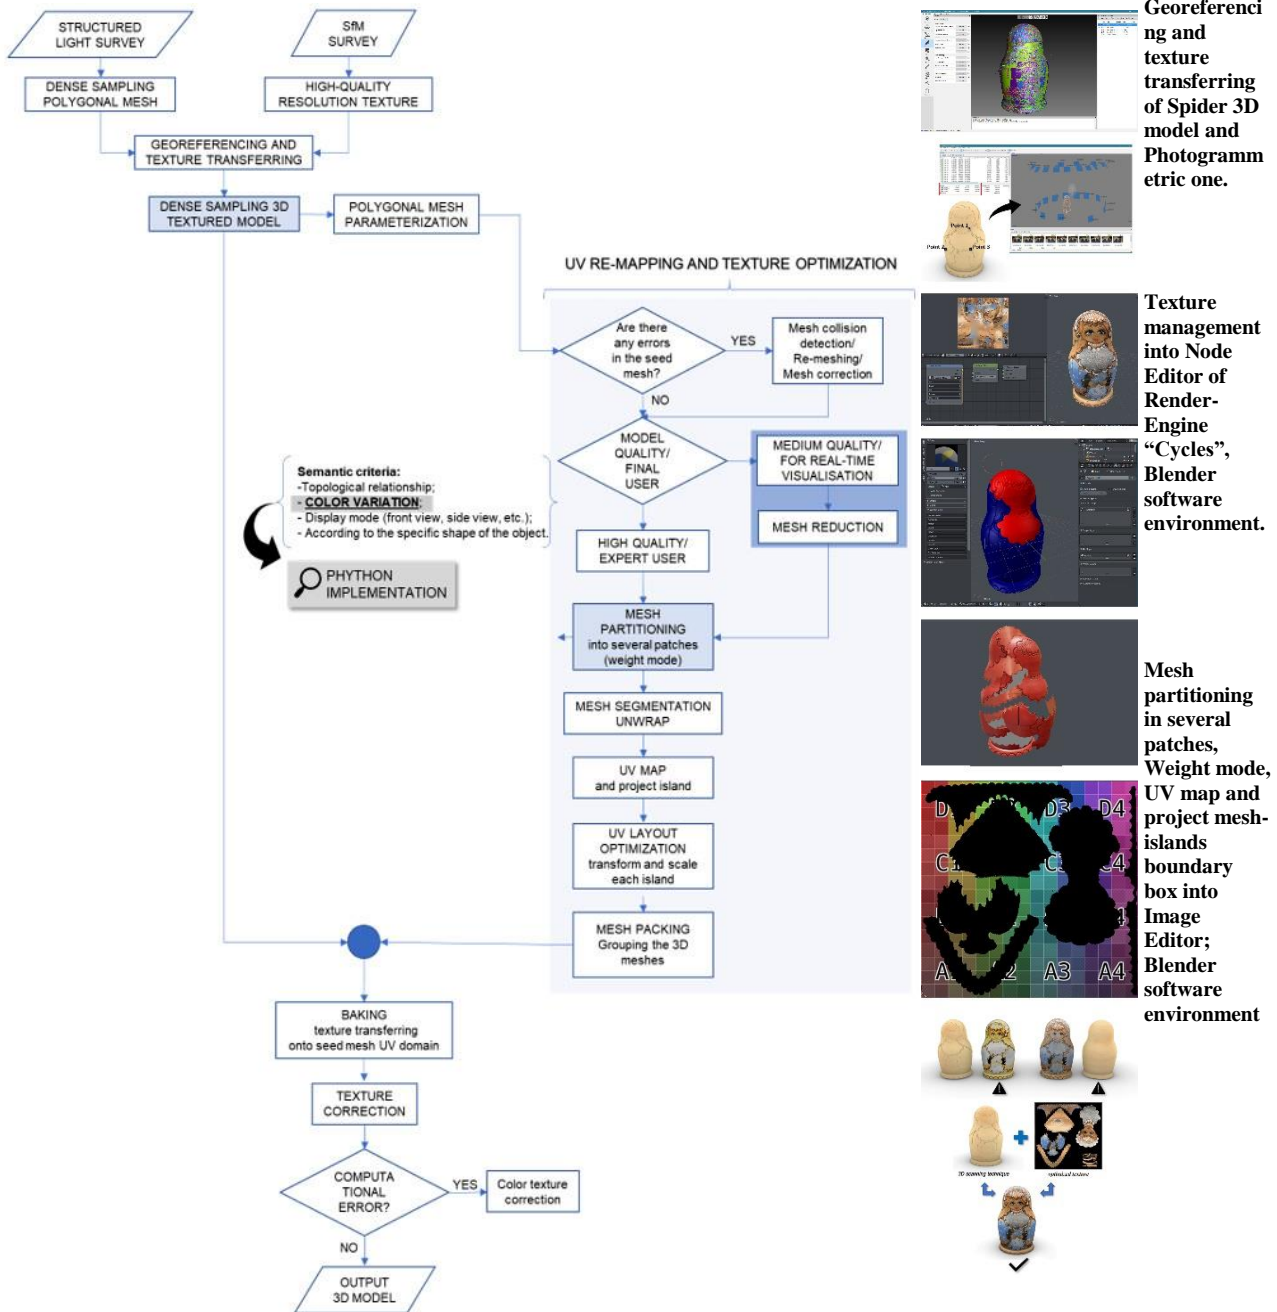 STRUCTURED
LIGHT SURVEY
SfM
SURVEY
DENSE SAMPLING
POLYGONAL MESH
HIGH-QUALITY
RESOLUTION TEXTURE
GEOREFERENCING AND
TEXTURE TRANSFERRING
DENSE SAMPLING 3D
TEXTURED MODEL
POLYGONAL MESH
PARAMETERIZATION
UV RE-MAPPING AND TEXTURE OPTIMIZATION
Are there
any errors
in the seed
mesh?
YES
Mesh collision
detection/
Re-meshing/
Mesh correction
NO
MODEL
QUALITY/
FINAL
USER
MEDIUM QUALITY/
FOR REAL-TIME
VISUALISATION
MESH REDUCTION
Semantic criteria:
-Topological relationship;
- COLOR VARIATION;
- Display mode (front view, side view, etc.);
- According to the specific shape of the object.
PHYTHON
IMPLEMENTATION
HIGH QUALITY/
EXPERT USER
MESH
PARTITIONING
into several patches
(weight mode)
MESH SEGMENTATION
UNWRAP
UV MAP
and project island
UV LAYOUT
OPTIMIZATION
transform and scale
each island
MESH PACKING
Grouping the 3D
meshes
BAKING
texture transferring
onto seed mesh UV domain
TEXTURE
CORRECTION
COMPUTA
TIONAL
ERROR?
YES
Color texture
correction
NO
OUTPUT
3D MODEL
Georeferenci
ng and
texture
transferring
of Spider 3D
model and
Photogramm
etric one.
Point 2
Point 3
Texture
management
into Node
Editor of
Render-
Engine
“Cycles”,
Blender
software
environment.
Mesh
partitioning
in several
patches,
Weight mode,
UV map and
project mesh-
islands
boundary
box into
Image
Editor;
Blender
software
environment
D3
D4
A3
A4
3D scanning technique
optimized texture